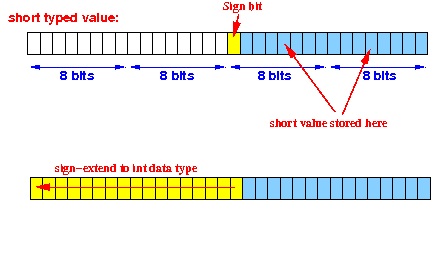 Sign bit
short typed value:
8 bits 8 bits 8 bits 8 bits
short value stored here
sign-extend to int data type